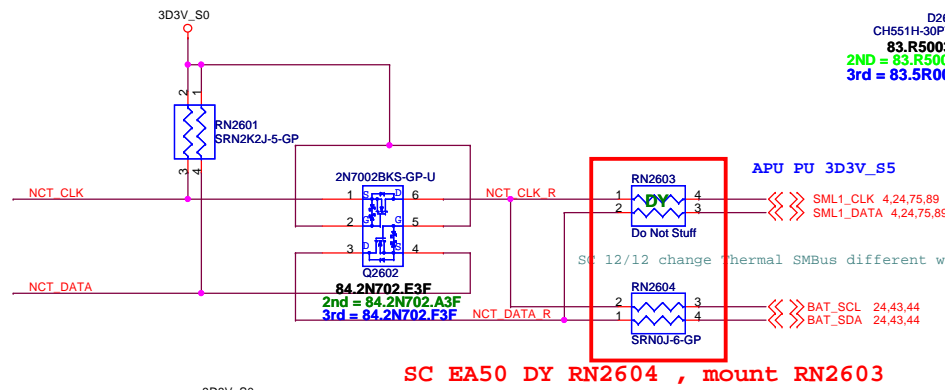 3D3V_S0
D26
CH551H-30P
83.R5003
2ND = 83.R500
3rd = 83.5R00
2 1
RN2601
SRN2K2J-5-GP
3 4
APU PU 3D3V_S5
2N7002BKS-GP-U
RN2603
NCT_CLK
1 S D 6
NCT_CLK_R
1 DY 4
SML1_CLK 4,24,75,89
2 G G 5
2 3
SML1_DATA 4,24,75,89
Do Not Stuff
3 D S 4
SC 12/12 change Thermal SMBus different w
Q2602
NCT_DATA
84.2N702.E3F
2nd = 84.2N702.A3F
3rd = 84.2N702.F3F
NCT_DATA_R
RN2604
2 3
BAT_SCL 24,43,44
1 4
BAT_SDA 24,43,44
SRN0J-6-GP
SC EA50 DY RN2604 , mount RN2603